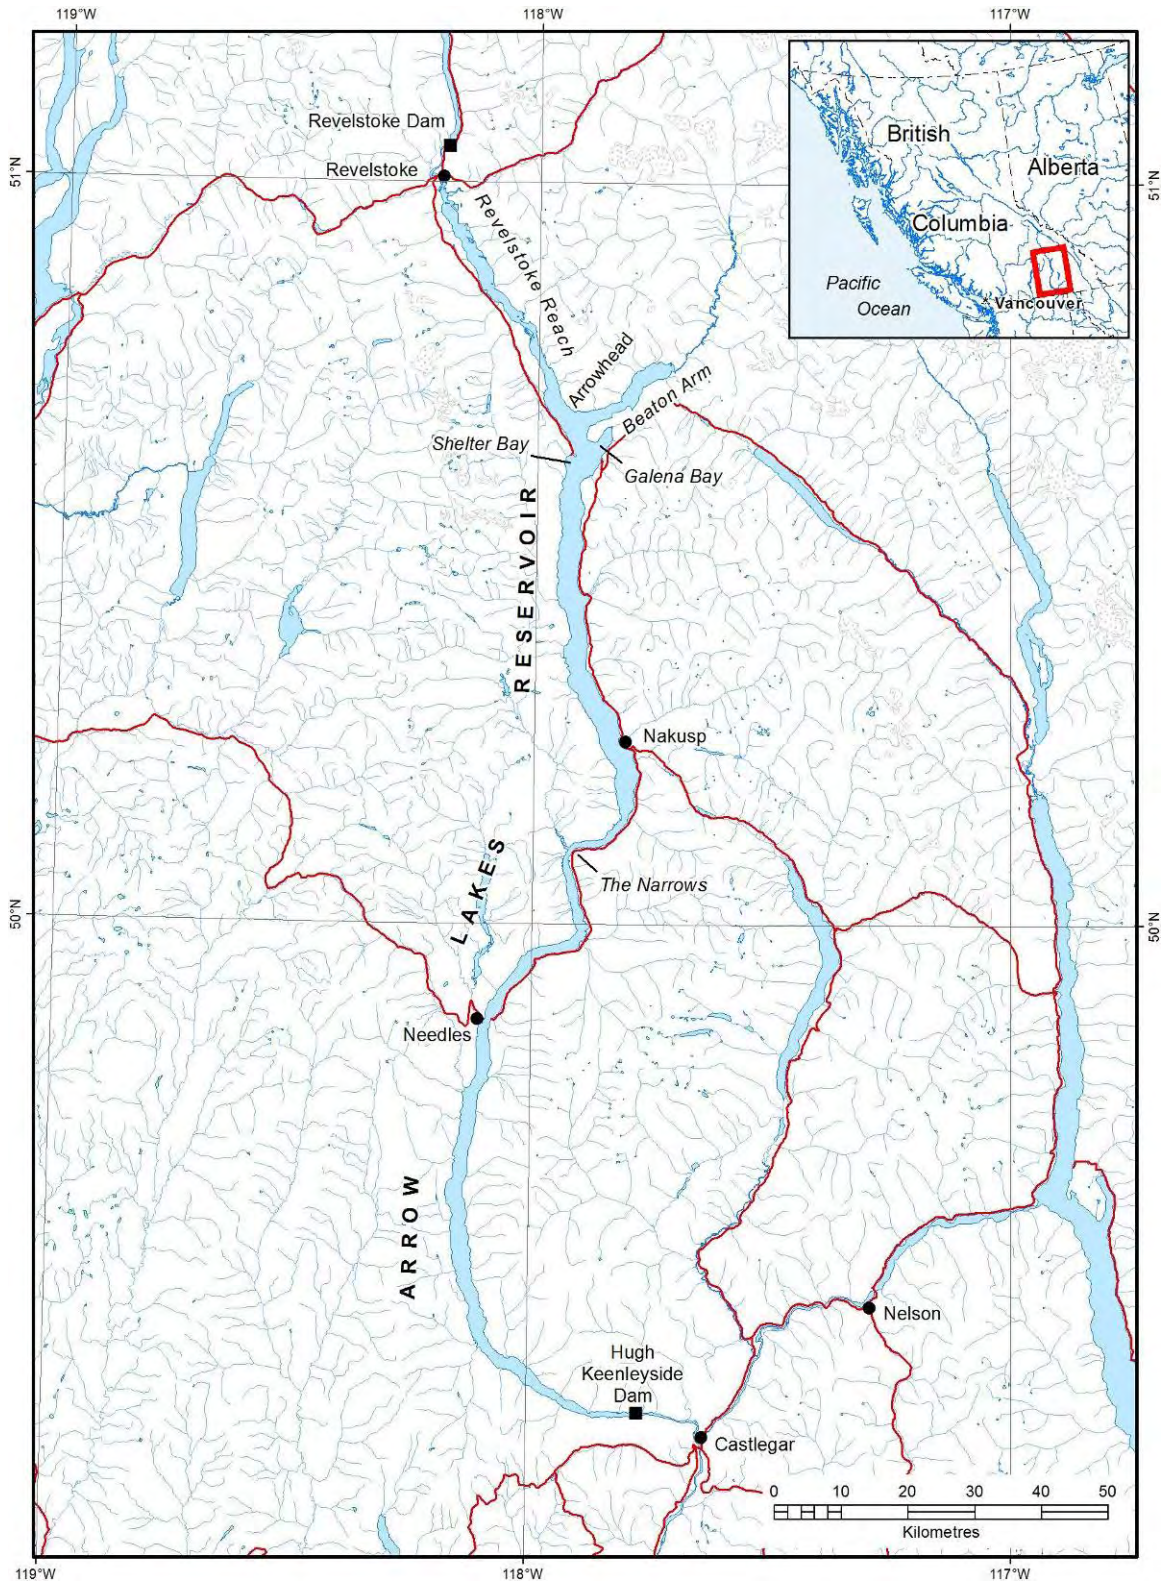 119°W
118°W
117°W
British
Alberta
Columbia
Pacific
Ocean
Vancouver
Revelstoke Dam
51°N
Revelstoke
51°N
Revelstoke Reach
Arrowhead
Beaton Arm
Shelter Bay
Galena Bay
RESERVOIR
Nakusp
LAKES
The Narrows
50°N
50°N
Needles
ARROW
Nelson
Hugh
Keenleyside
Dam
Castlegar
0 10 20 30 40 50
Kilometres
119°W
118°W
117°W